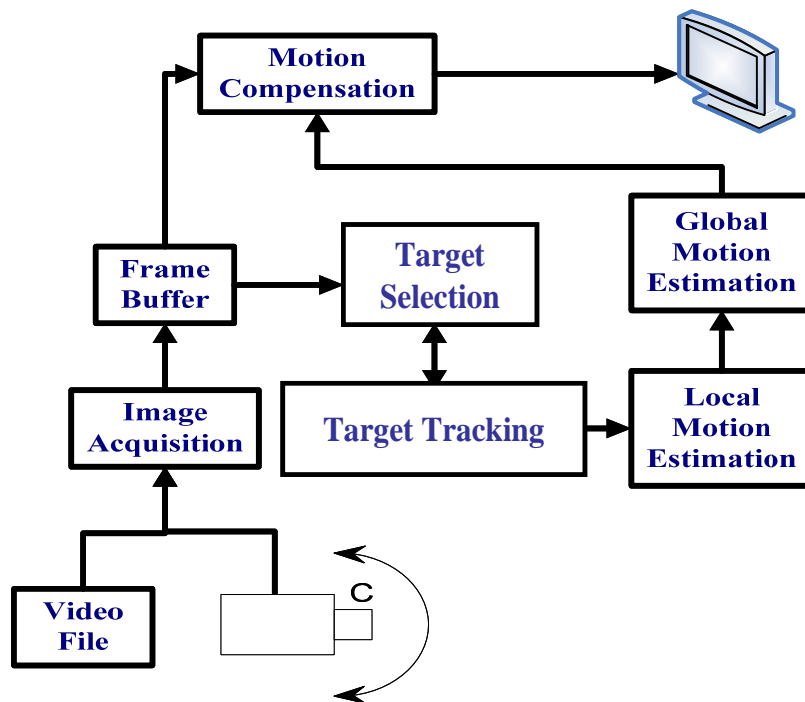 Motion
Compensation
Global
Motion
Estimation
Target
Selection
Frame
Buffer
Local
Motion
Estimation
Image
Acquisition
Target Tracking
C
Video
File